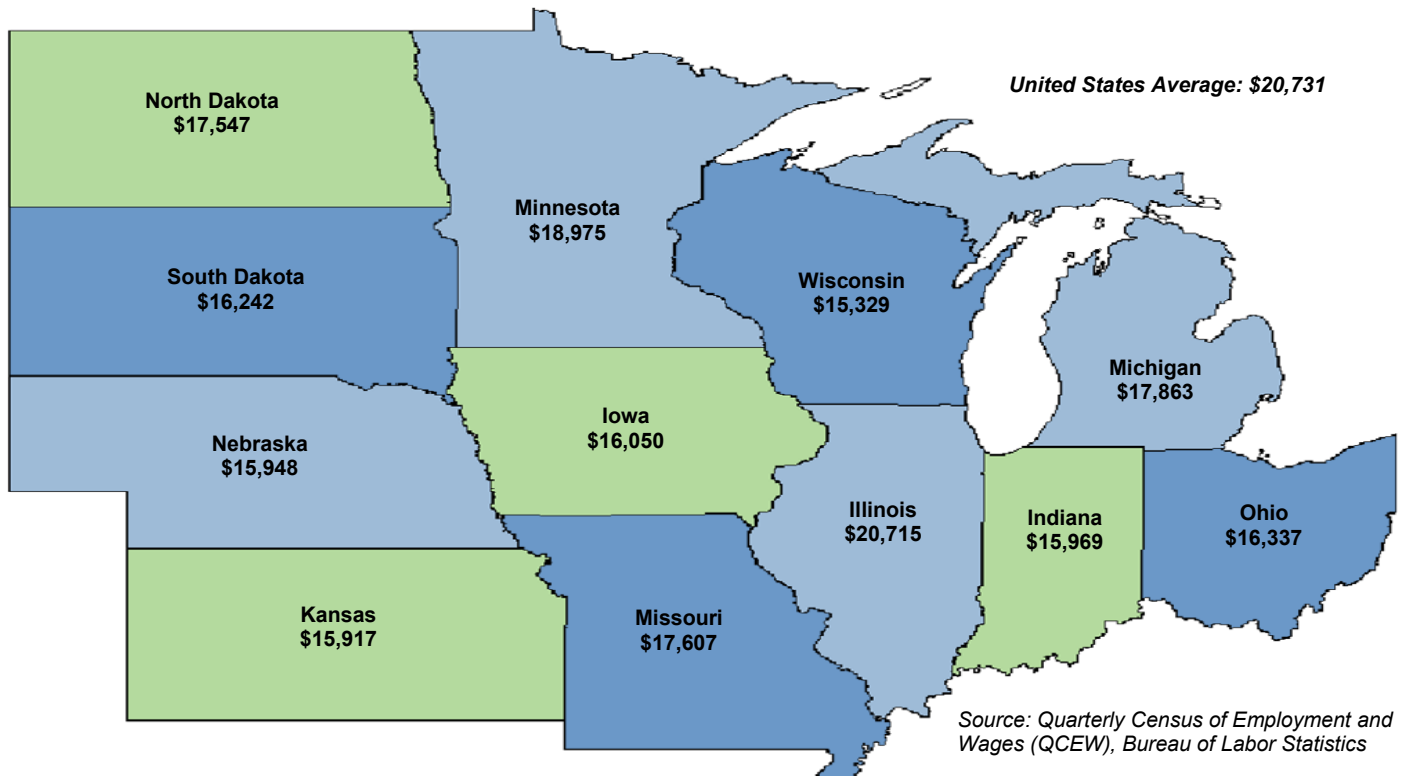 United States Average: $20,731
North Dakota
$17,547
Minnesota
$18,975
South Dakota
$16,242
Wisconsin
$15,329
Michigan
$17,863
Nebraska
$15,948
Iowa
$16,050
Illinois
$20,715
Indiana
$15,969
Ohio
$16,337
Kansas
$15,917
Missouri
$17,607
Source: Quarterly Census of Employment and
Wages (QCEW), Bureau of Labor Statistics